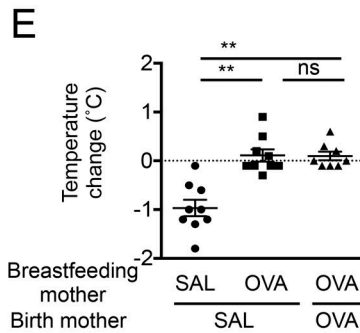 E
**
** ns
2
1
0
-1
-2
Temperature
change (˚C)
Breastfeeding
mother
SAL OVA OVA
Birth mother
SAL OVA